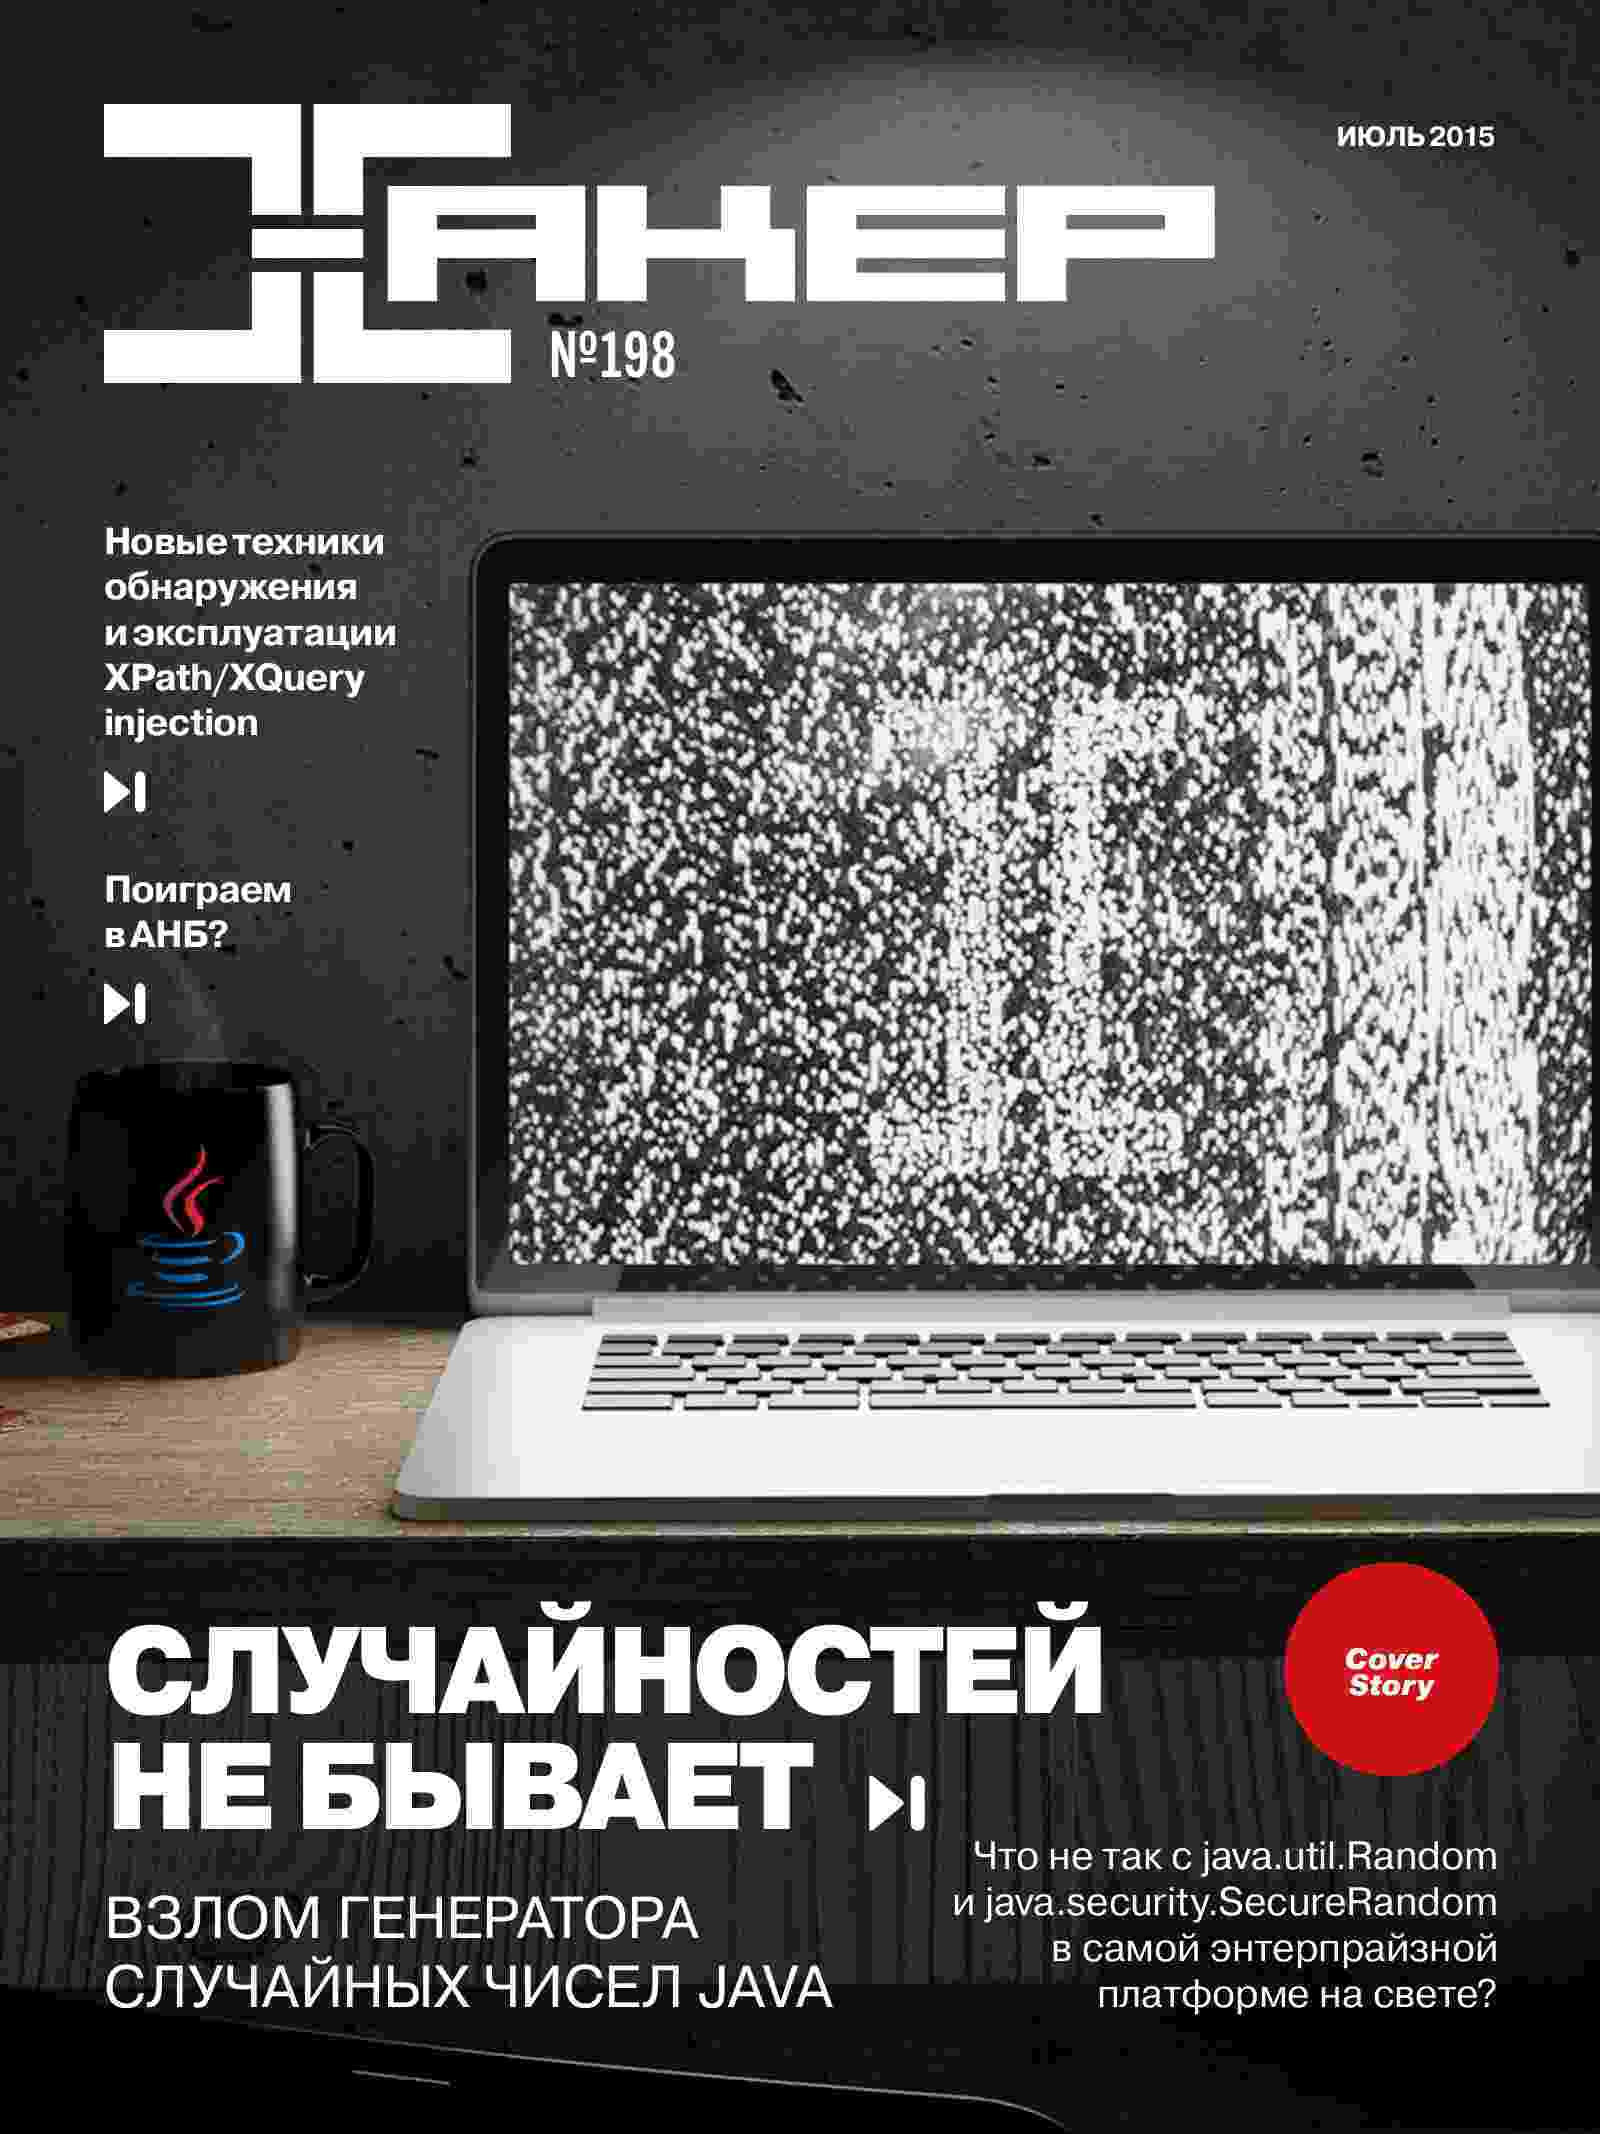 ХАКЕР
ИЮЛЬ 2015
№198
Новые техники
обнаружения
и эксплуатации
XPath/XQuery
injection
Поиграем
в АНБ?
СЛУЧАЙНОСТЕЙ
НЕ БЫВАЕТ
Cover
Story
ВЗЛОМ ГЕНЕРАТОРА
СЛУЧАЙНЫХ ЧИСЕЛ JAVA
Что не так с java.util.Random
и java.security.SecureRandom
в самой энтерпрайзной
платформе на свете?